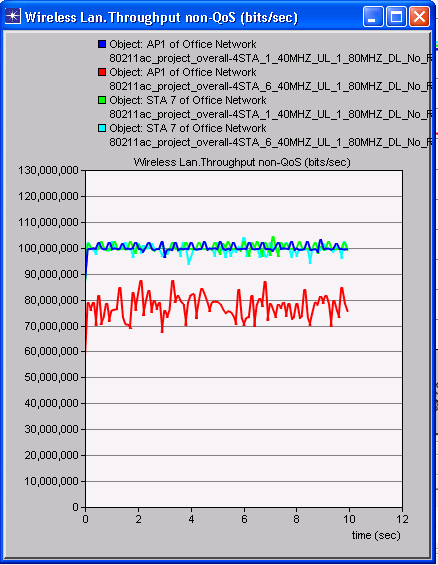 Wireless Lan.Throughput non-QoS (bits/sec)
Object: AP1 of Office Network
80211ac_project_overall-4STA_1_40MHZ_UL_1_80MHZ_DL_No_R
Object: AP1 of Office Network
80211ac_project_overall-4STA_6_40MHZ_UL_1_80MHZ_DL_No_R
Object: STA 7 of Office Network
80211ac_project_overall-4STA_1_40MHZ_UL_1_80MHZ_DL_No_R
Object: STA 7 of Office Network
80211ac_project_overall-4STA_6_40MHZ_UL_1_80MHZ_DL_No_R
Wireless Lan.Throughput non-QoS (bits/sec)
130,000,000
120,000,000
110,000,000
100,000,000
90,000,000
80,000,000
70,000,000
60,000,000
50,000,000
40,000,000
30,000,000
20,000,000
10,000,000
0
0 2 4 6 8 10 12
time (sec)